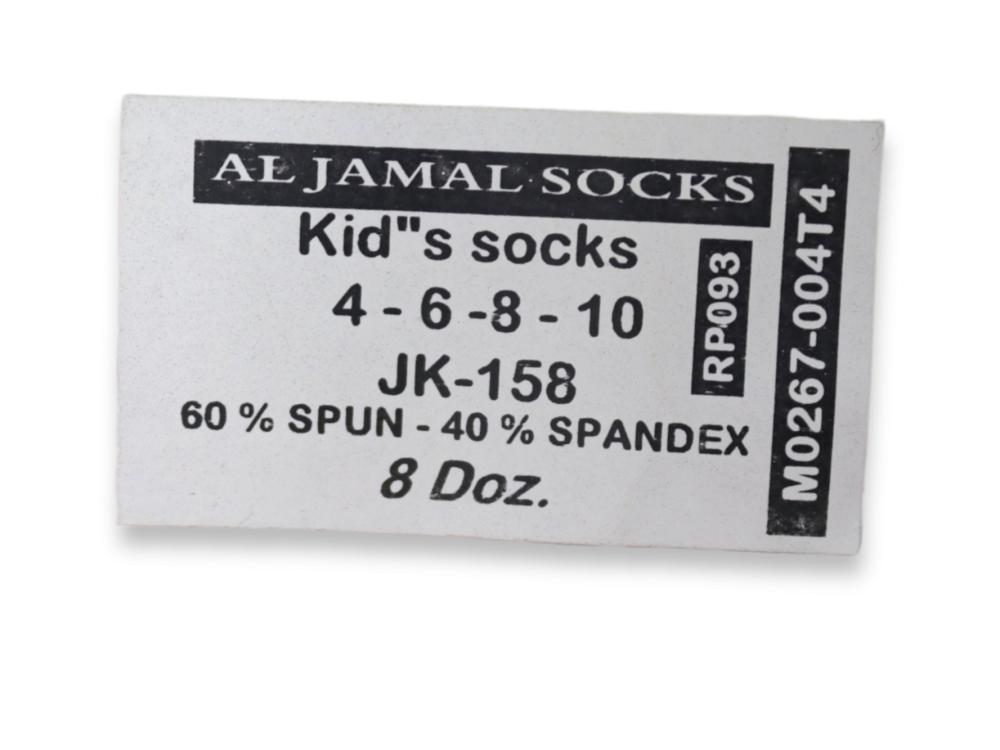 AL JAMAL SOCKS
Kid"s socks
4 - 6 -8 - 10
JK-158
60 % SPUN - 40 % SPANDEX
8 Doz.
RP093
M0267-004T4